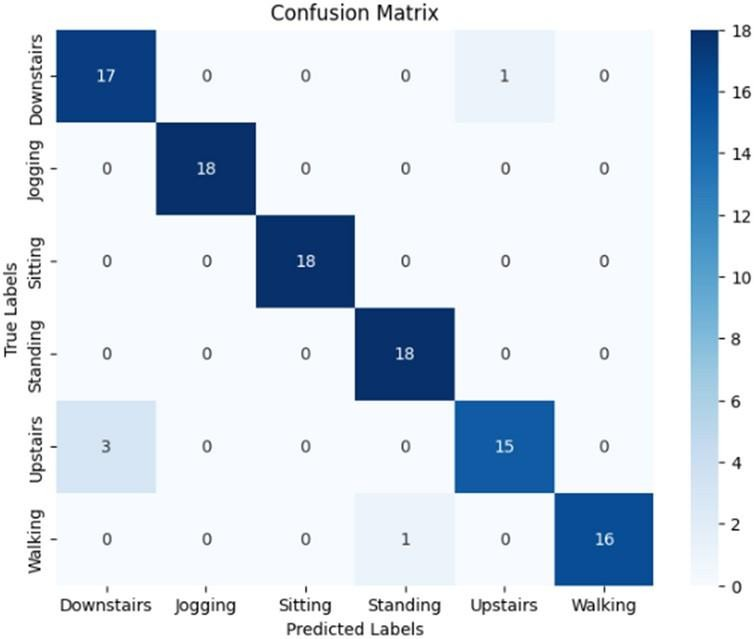 Confusion Matrix
True Labels
Downstairs 17 0 0 0 1 0
Jogging 0 18 0 0 0 0
Sitting 0 0 18 0 0 0
Standing 0 0 0 18 0 0
Upstairs 3 0 0 0 15 0
Walking 0 0 0 1 0 16
Downstairs Jogging Sitting Standing Upstairs Walking
Predicted Labels
18
16
14
12
10
8
6
4
2
0